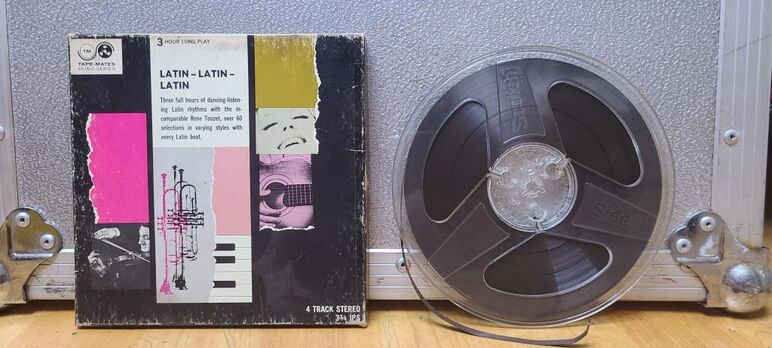 TM
TAPE-MATES
MUSIC SERIES
3 HOUR LONG PLAY
LATIN – LATIN –
LATIN
Three full hours of dancing-listen-
ing Latin rhythms with the in-
comparable Rene Touzet, over 60
selections in varying styles with
every Latin beat.
4 TRACK STEREO
3¾ IPS
Side